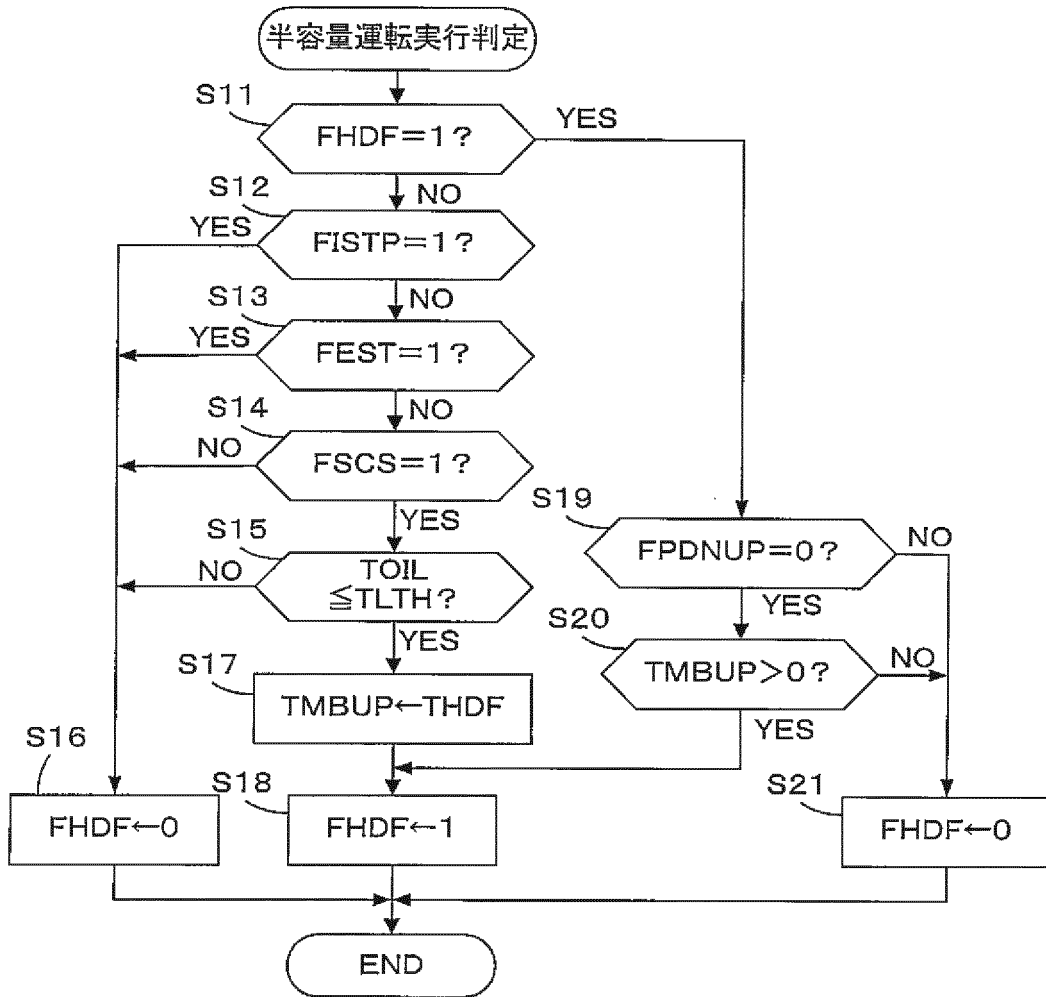 半容量運転実行判定
S11
FHDF=1?
YES
NO
S12
YES
FISTP=1?
NO
S13
YES
FEST=1?
NO
S14
NO
FSCS=1?
YES
S15
NO
TOIL
≦TLTH?
YES
S19
FPDNUP=0?
NO
YES
S20
TMBUP>0?
NO
YES
S17
TMBUP←THDF
S16
FHDF←0
S18
FHDF←1
S21
FHDF←0
END